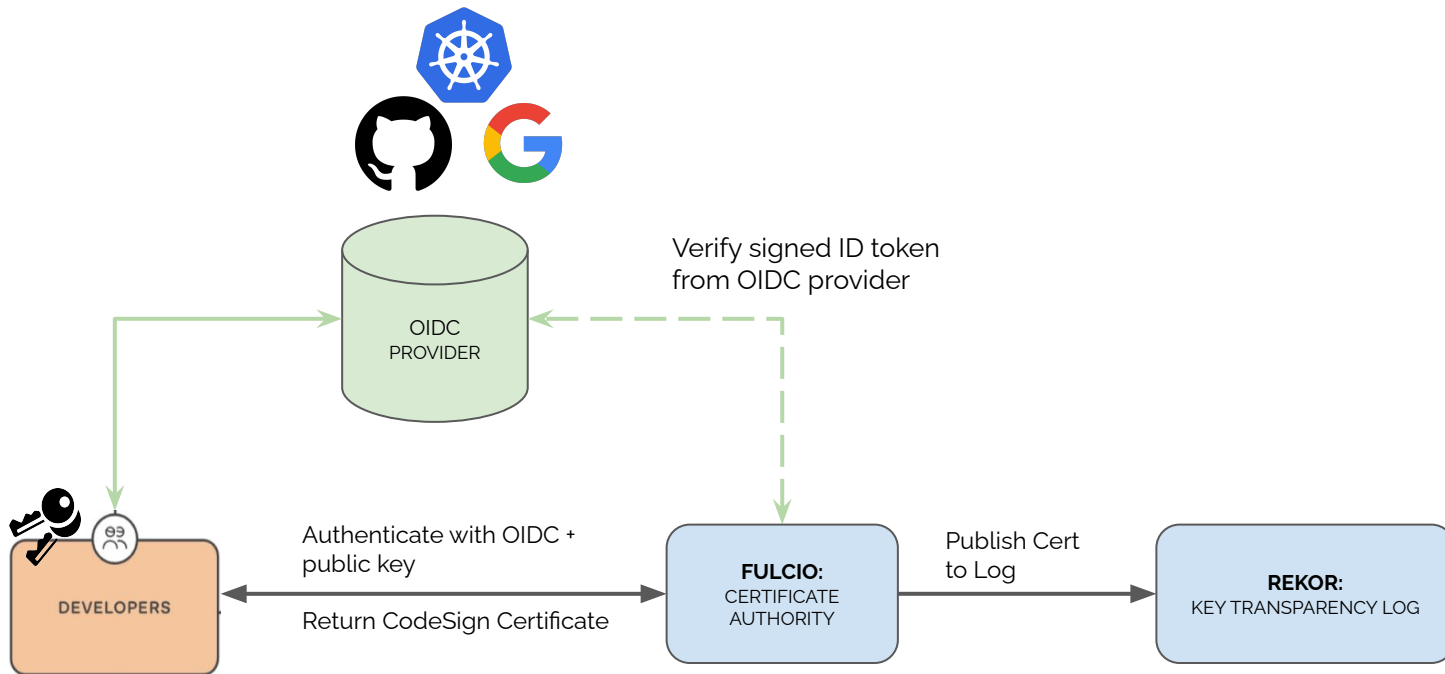 Verify signed ID token
from OIDC provider
OIDC
PROVIDER
Authenticate with OIDC +
public key
Return CodeSign Certificate
DEVELOPERS
FULCIO:
CERTIFICATE
AUTHORITY
Publish Cert
to Log
REKOR:
KEY TRANSPARENCY LOG